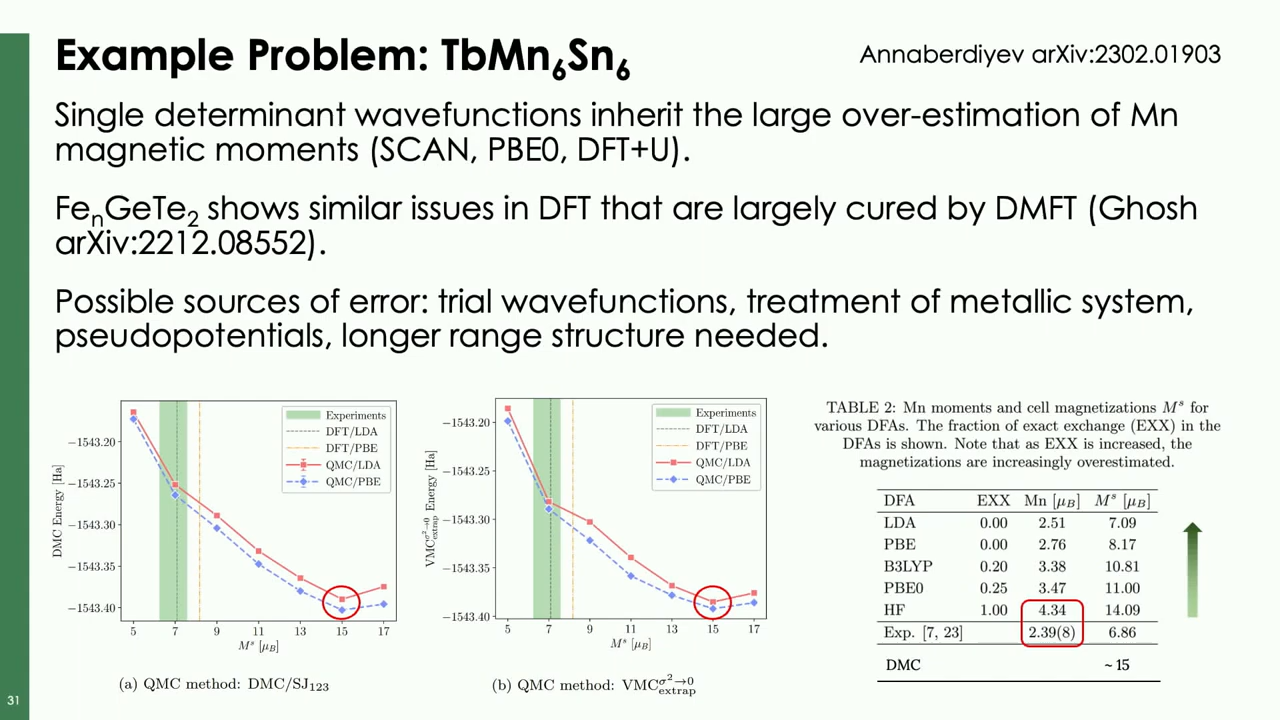 Example Problem: TbMn₆Sn₆
Annaberdiyev arXiv:2302.01903
Single determinant wavefunctions inherit the large over-estimation of Mn
magnetic moments (SCAN, PBE0, DFT+U).
FeₙGeTe₂ shows similar issues in DFT that are largely cured by DMFT (Ghosh
arXiv:2212.08552).
Possible sources of error: trial wavefunctions, treatment of metallic system,
pseudopotentials, longer range structure needed.
DMC Energy [Ha]
−1543.20
−1543.25
−1543.30
−1543.35
−1543.40
Experiments
DFT/LDA
DFT/PBE
QMC/LDA
QMC/PBE
5 7 9 11 13 15 17
Mˢ [μB]
(a) QMC method: DMC/SJ₁₂₃
VMC^{σ²→0}_{extrap} Energy [Ha]
−1543.20
−1543.25
−1543.30
−1543.35
−1543.40
Experiments
DFT/LDA
DFT/PBE
QMC/LDA
QMC/PBE
5 7 9 11 13 15 17
Mˢ [μB]
(b) QMC method: VMC^{σ²→0}_{extrap}
TABLE 2: Mn moments and cell magnetizations Mˢ for
various DFAs. The fraction of exact exchange (EXX) in the
DFAs is shown. Note that as EXX is increased, the
magnetizations are increasingly overestimated.
DFA EXX Mn [μB] Mˢ [μB]
LDA 0.00 2.51 7.09
PBE 0.00 2.76 8.17
B3LYP 0.20 3.38 10.81
PBE0 0.25 3.47 11.00
HF 1.00 4.34 14.09
Exp. [7, 23] 2.39(8) 6.86
DMC ~ 15
31